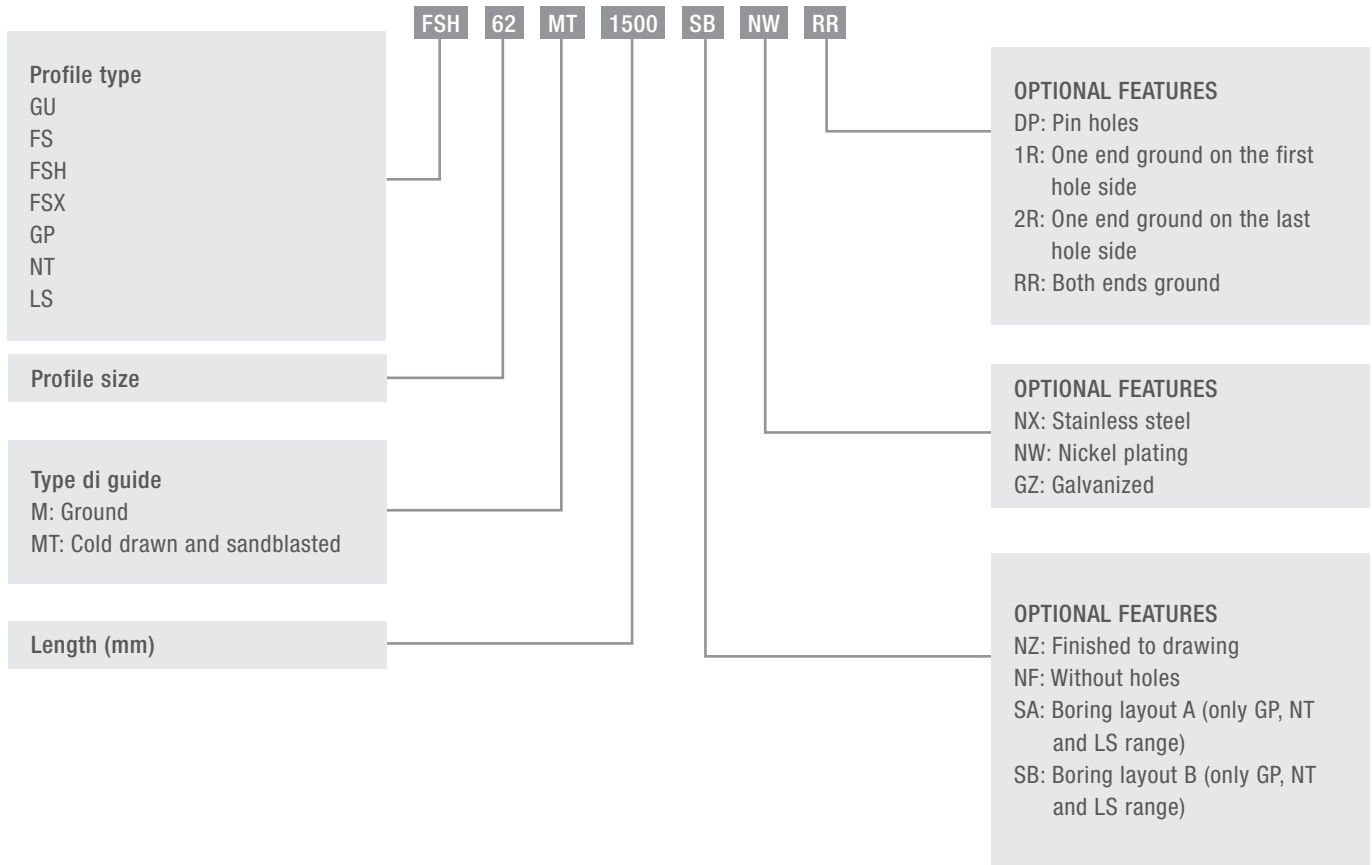 FSH 62 MT 1500 SB NW RR
Profile type
GU
FS
FSH
FSX
GP
NT
LS
Profile size
Type di guide
M: Ground
MT: Cold drawn and sandblasted
Length (mm)
OPTIONAL FEATURES
DP: Pin holes
1R: One end ground on the first
hole side
2R: One end ground on the last
hole side
RR: Both ends ground
OPTIONAL FEATURES
NX: Stainless steel
NW: Nickel plating
GZ: Galvanized
OPTIONAL FEATURES
NZ: Finished to drawing
NF: Without holes
SA: Boring layout A (only GP, NT
and LS range)
SB: Boring layout B (only GP, NT
and LS range)